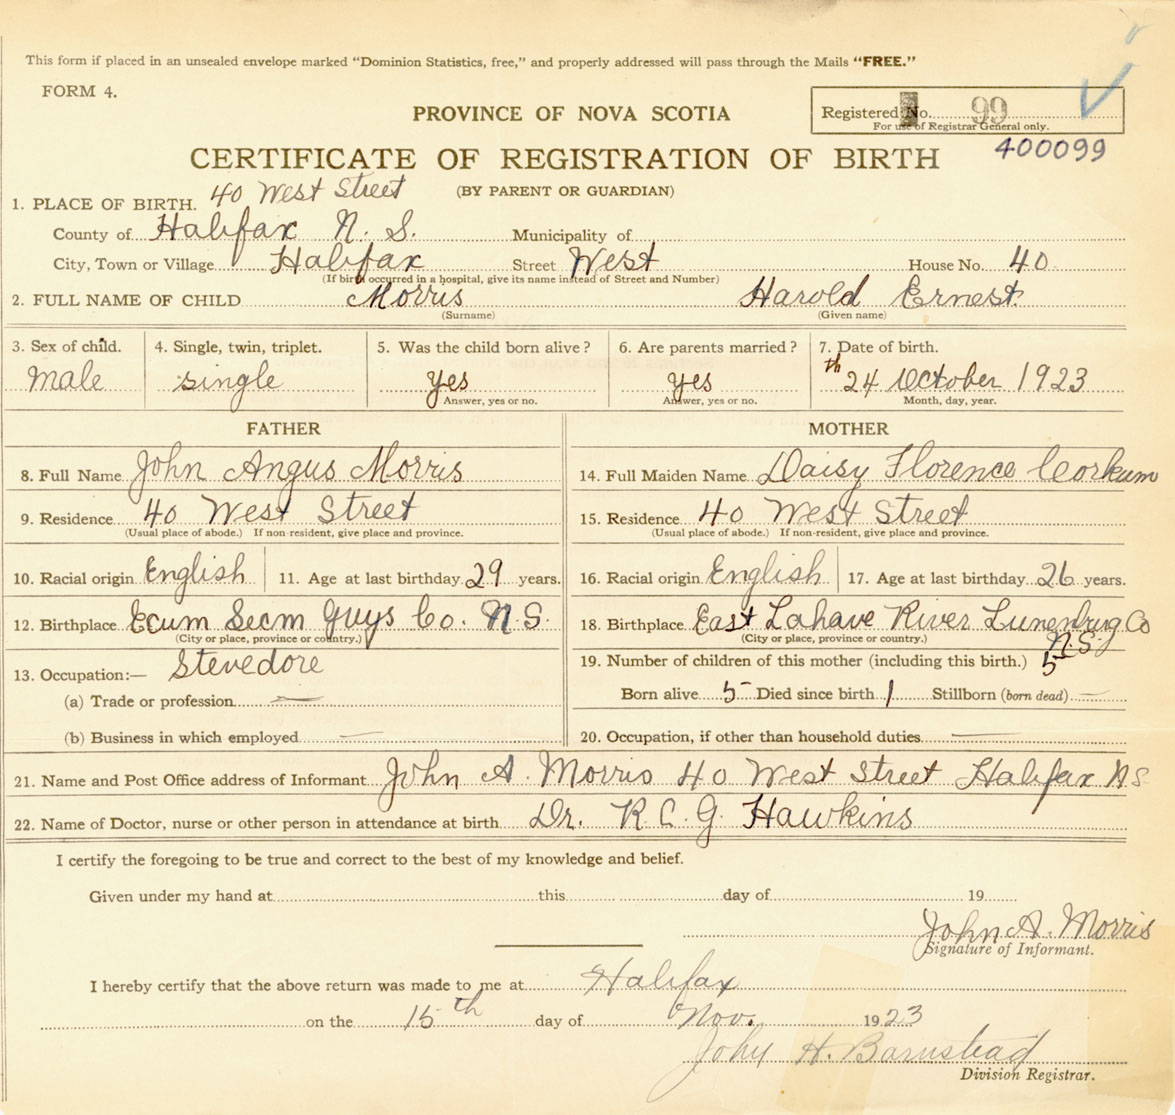 This form if placed in an unsealed envelope marked "Dominion Statistics, free," and properly addressed will pass through the Mails "FREE."
FORM 4.
PROVINCE OF NOVA SCOTIA
Registered No. 99
For use of Registrar General only.
CERTIFICATE OF REGISTRATION OF BIRTH
400099
(BY PARENT OR GUARDIAN)
1. PLACE OF BIRTH. 40 West Street
County of Halifax N. S. Municipality of
City, Town or Village Halifax Street West House No. 40
(If birth occurred in a hospital, give its name instead of Street and Number)
2. FULL NAME OF CHILD Morris Harold Ernest
(Surname) (Given name)
3. Sex of child. 4. Single, twin, triplet. 5. Was the child born alive? 6. Are parents married? 7. Date of birth.
male single yes yes 24th October 1923
Answer, yes or no. Answer, yes or no. Month, day, year.
FATHER MOTHER
8. Full Name John Angus Morris 14. Full Maiden Name Daisy Florence Corkum
9. Residence 40 West Street 15. Residence 40 West Street
(Usual place of abode.) If non-resident, give place and province. (Usual place of abode.) If non-resident, give place and province.
10. Racial origin English 11. Age at last birthday 29 years. 16. Racial origin English 17. Age at last birthday 26 years.
12. Birthplace Ecum Secm Guys Co. N.S. 18. Birthplace East Lahave River Lunenburg Co N.S.
(City or place, province or country.) (City or place, province or country.)
13. Occupation:— Stevedore 19. Number of children of this mother (including this birth.) 5
(a) Trade or profession — Born alive 5 Died since birth 1 Stillborn (born dead) —
(b) Business in which employed — 20. Occupation, if other than household duties —
21. Name and Post Office address of Informant John A. Morris 40 West Street Halifax N S
22. Name of Doctor, nurse or other person in attendance at birth Dr. R. C. G. Hawkins
I certify the foregoing to be true and correct to the best of my knowledge and belief.
Given under my hand at this day of 19
John A. Morris
Signature of Informant.
I hereby certify that the above return was made to me at Halifax
on the 15th day of Nov. 1923
John H. Barnstead
Division Registrar.